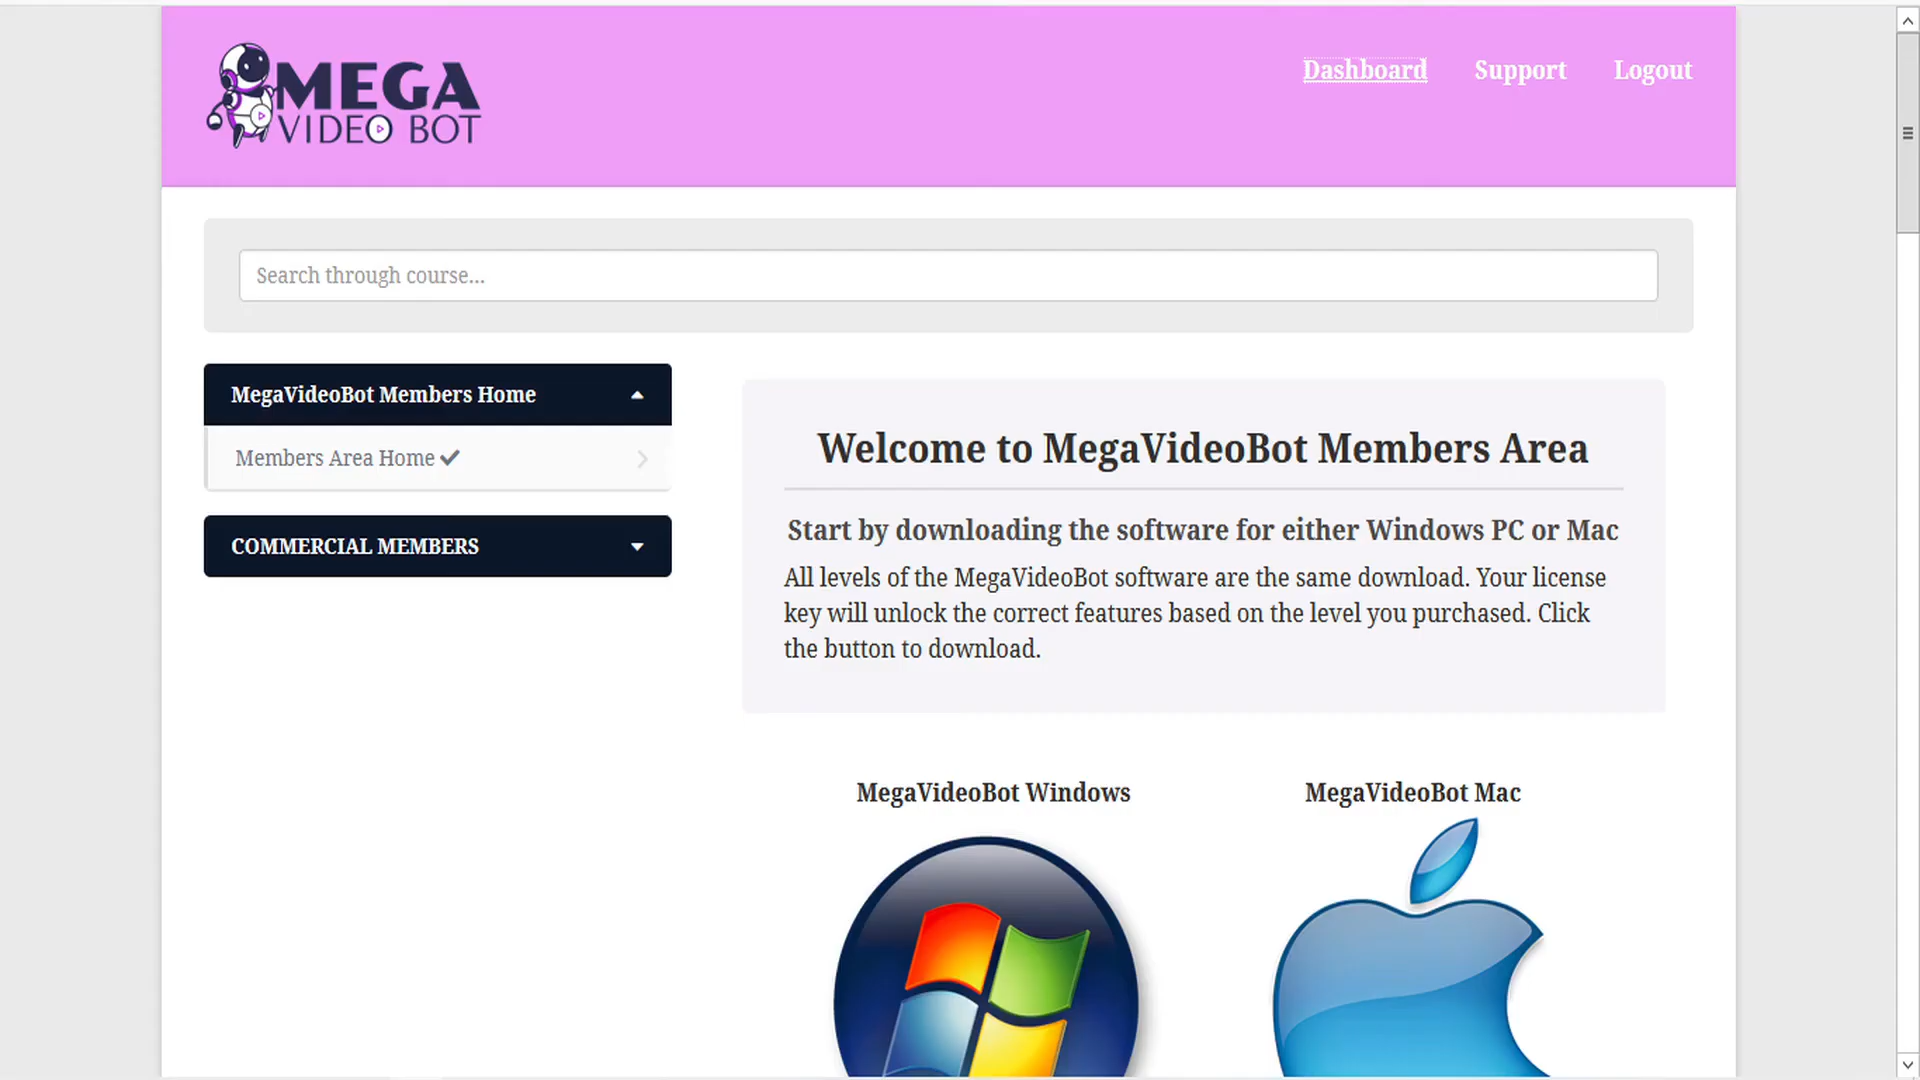 MEGA
VIDEO BOT
Dashboard
Support
Logout
Search through course...
MegaVideoBot Members Home
Members Area Home
COMMERCIAL MEMBERS
Welcome to MegaVideoBot Members Area
Start by downloading the software for either Windows PC or Mac
All levels of the MegaVideoBot software are the same download. Your license
key will unlock the correct features based on the level you purchased. Click
the button to download.
MegaVideoBot Windows
MegaVideoBot Mac